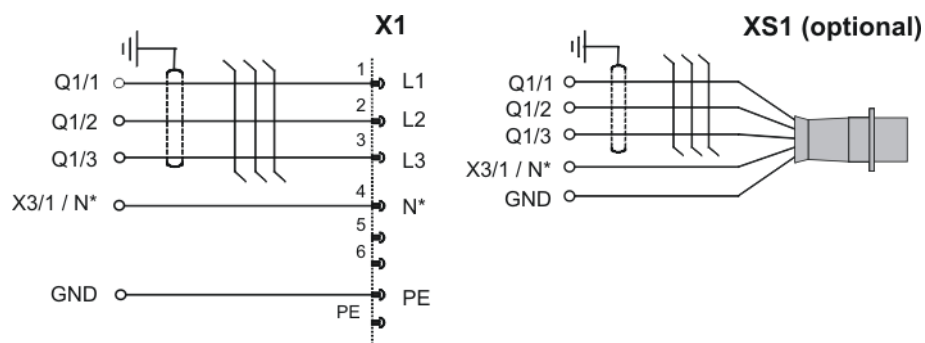 X1
Q1/1 1 L1
Q1/2 2 L2
Q1/3 3 L3
X3/1 / N* 4 N*
5
6
GND PE
PE
XS1 (optional)
Q1/1
Q1/2
Q1/3
X3/1 / N*
GND